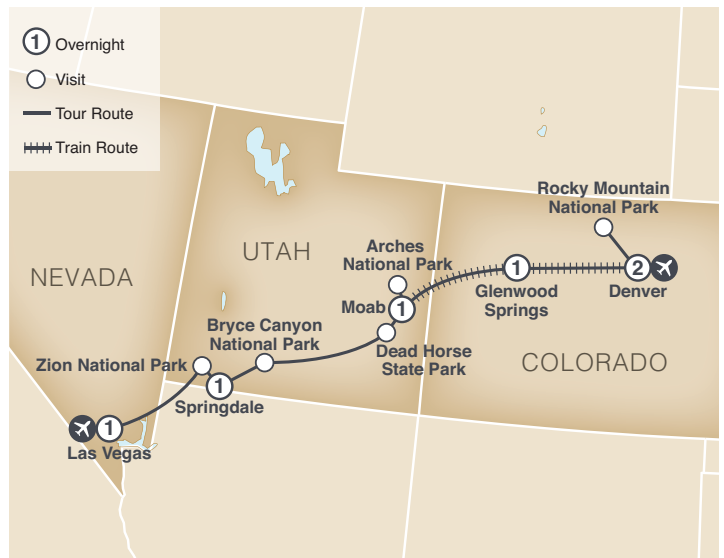 1 Overnight
Visit
Tour Route
Train Route
Rocky Mountain
National Park
UTAH
Arches
National Park
NEVADA
1
2
Glenwood
Springs
Denver
Moab
1
Bryce Canyon
National Park
Dead Horse
State Park
COLORADO
Zion National Park
1
Springdale
1
Las Vegas